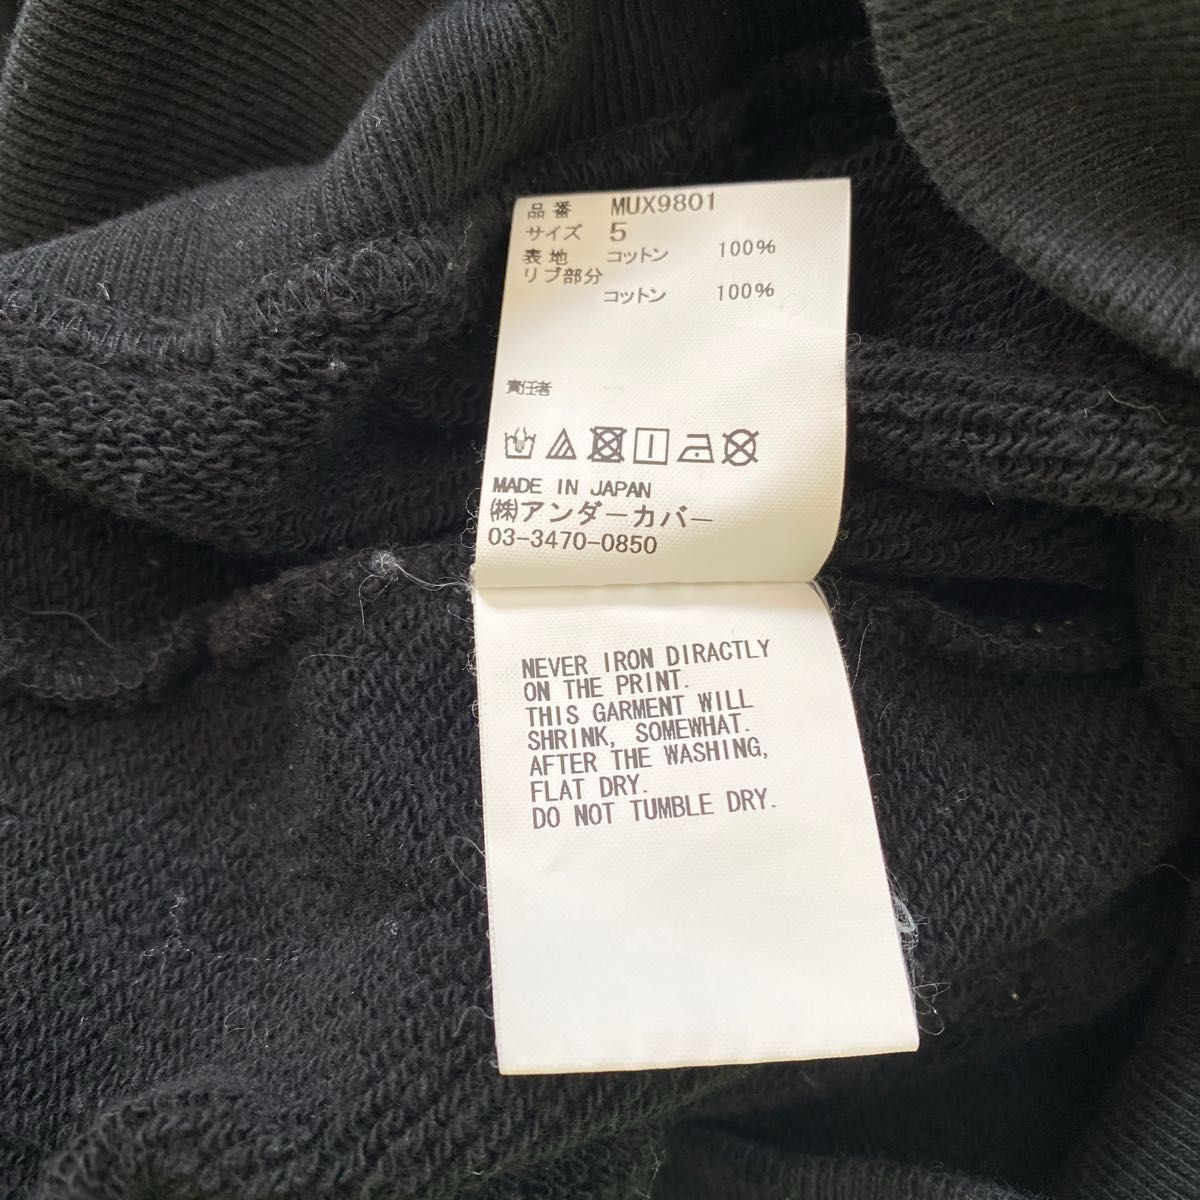 品番 MUX9801
サイズ 5
表地 コットン 100%
リブ部分
コットン 100%
責任者
MADE IN JAPAN
㈱アンダーカバー
03-3470-0850
NEVER IRON DIRACTLY
ON THE PRINT.
THIS GARMENT WILL
SHRINK, SOMEWHAT.
AFTER THE WASHING,
FLAT DRY.
DO NOT TUMBLE DRY.